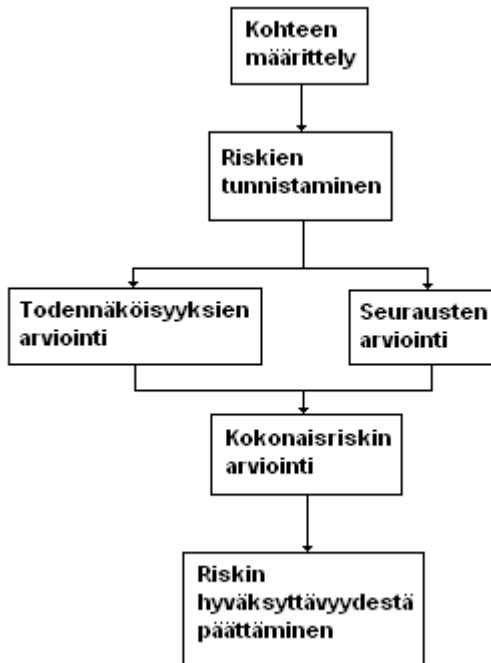 Kohteen
määrittely
Riskien
tunnistaminen
Todennäköisyyksien
arviointi
Seurausten
arviointi
Kokonaisriskin
arviointi
Riskin
hyväksyttävyydestä
päättäminen